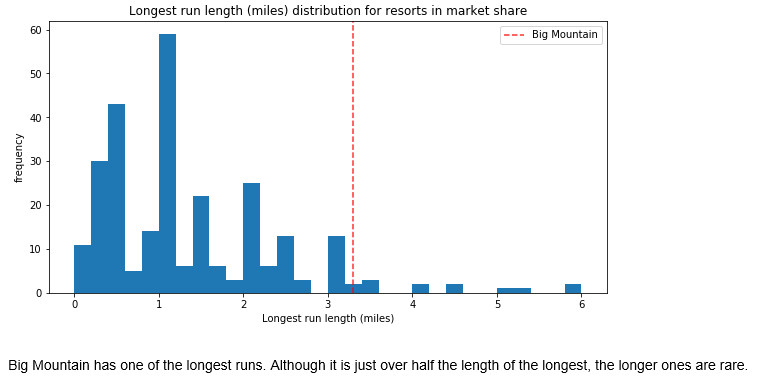 Longest run length (miles) distribution for resorts in market share
Big Mountain
60
50
40
30
20
10
0
frequency
0 1 2 3 4 5 6
Longest run length (miles)
Big Mountain has one of the longest runs. Although it is just over half the length of the longest, the longer ones are rare.